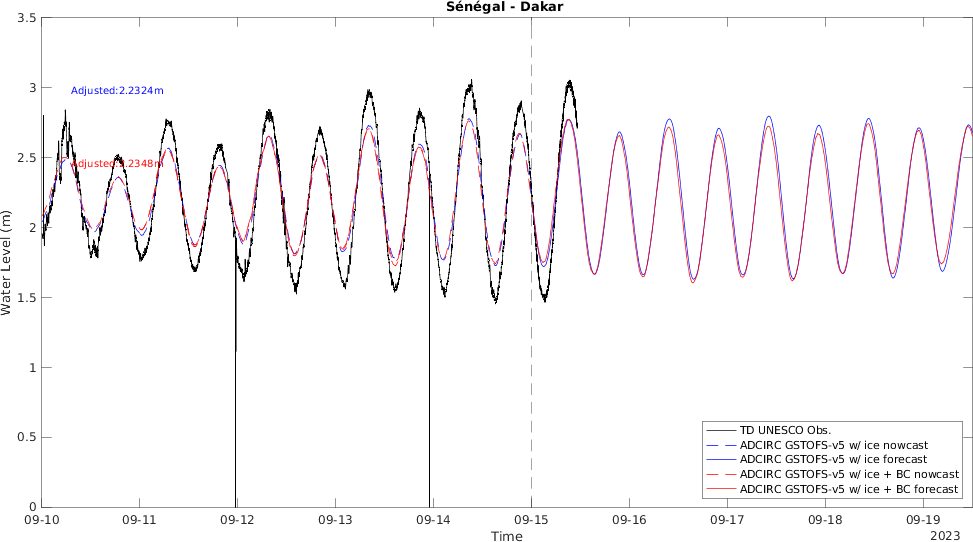 Sénégal - Dakar
3.5
3
2.5
2
1.5
1
0.5
0
Water Level (m)
Adjusted:2.2324m
Adjusted:2.2348m
TD UNESCO Obs.
ADCIRC GSTOFS-v5 w/ ice nowcast
ADCIRC GSTOFS-v5 w/ ice forecast
ADCIRC GSTOFS-v5 w/ ice + BC nowcast
ADCIRC GSTOFS-v5 w/ ice + BC forecast
09-10 09-11 09-12 09-13 09-14 09-15 09-16 09-17 09-18 09-19
Time
2023